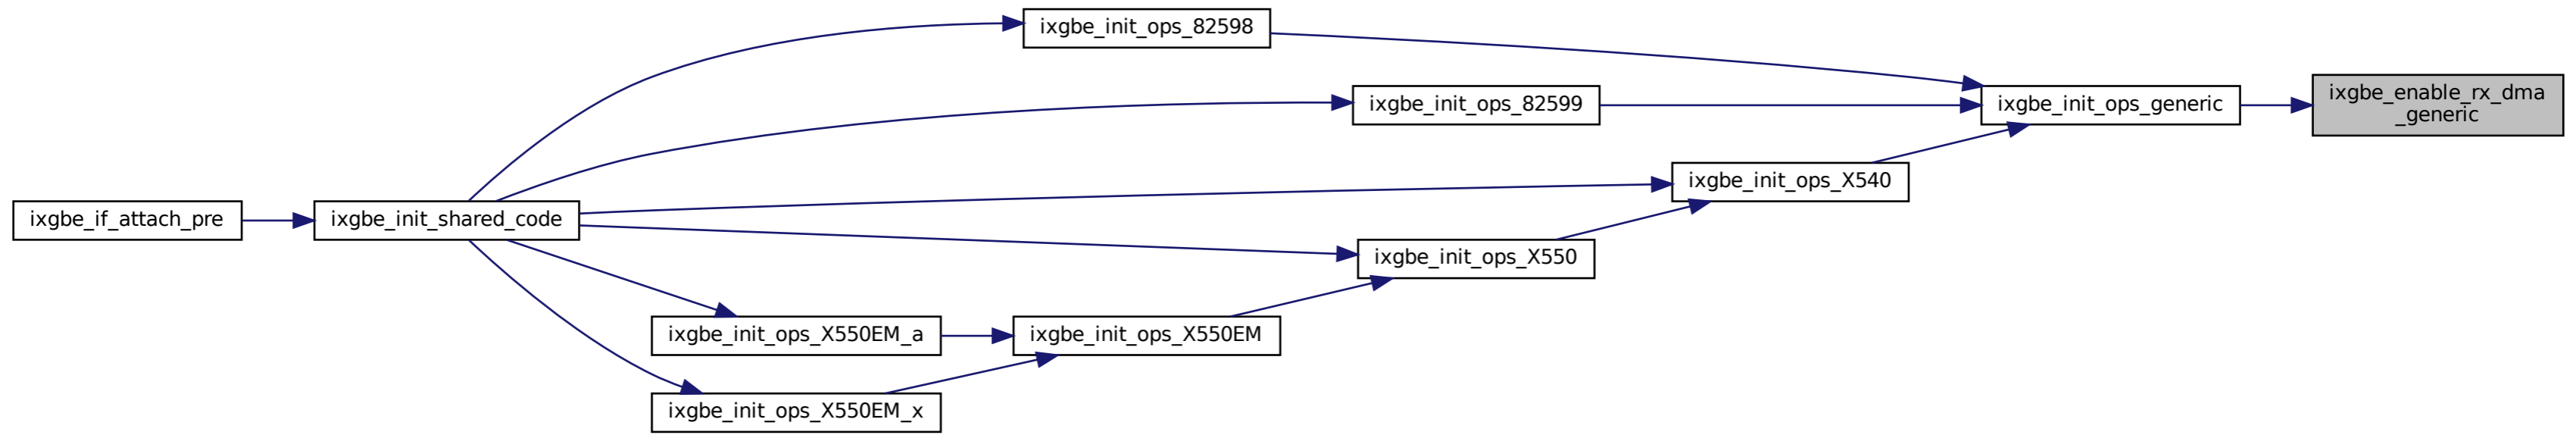 ixgbe_init_ops_82598
ixgbe_enable_rx_dma
_generic
ixgbe_init_ops_82599
ixgbe_init_ops_generic
ixgbe_init_ops_X540
ixgbe_if_attach_pre
ixgbe_init_shared_code
ixgbe_init_ops_X550
ixgbe_init_ops_X550EM_a
ixgbe_init_ops_X550EM
ixgbe_init_ops_X550EM_x